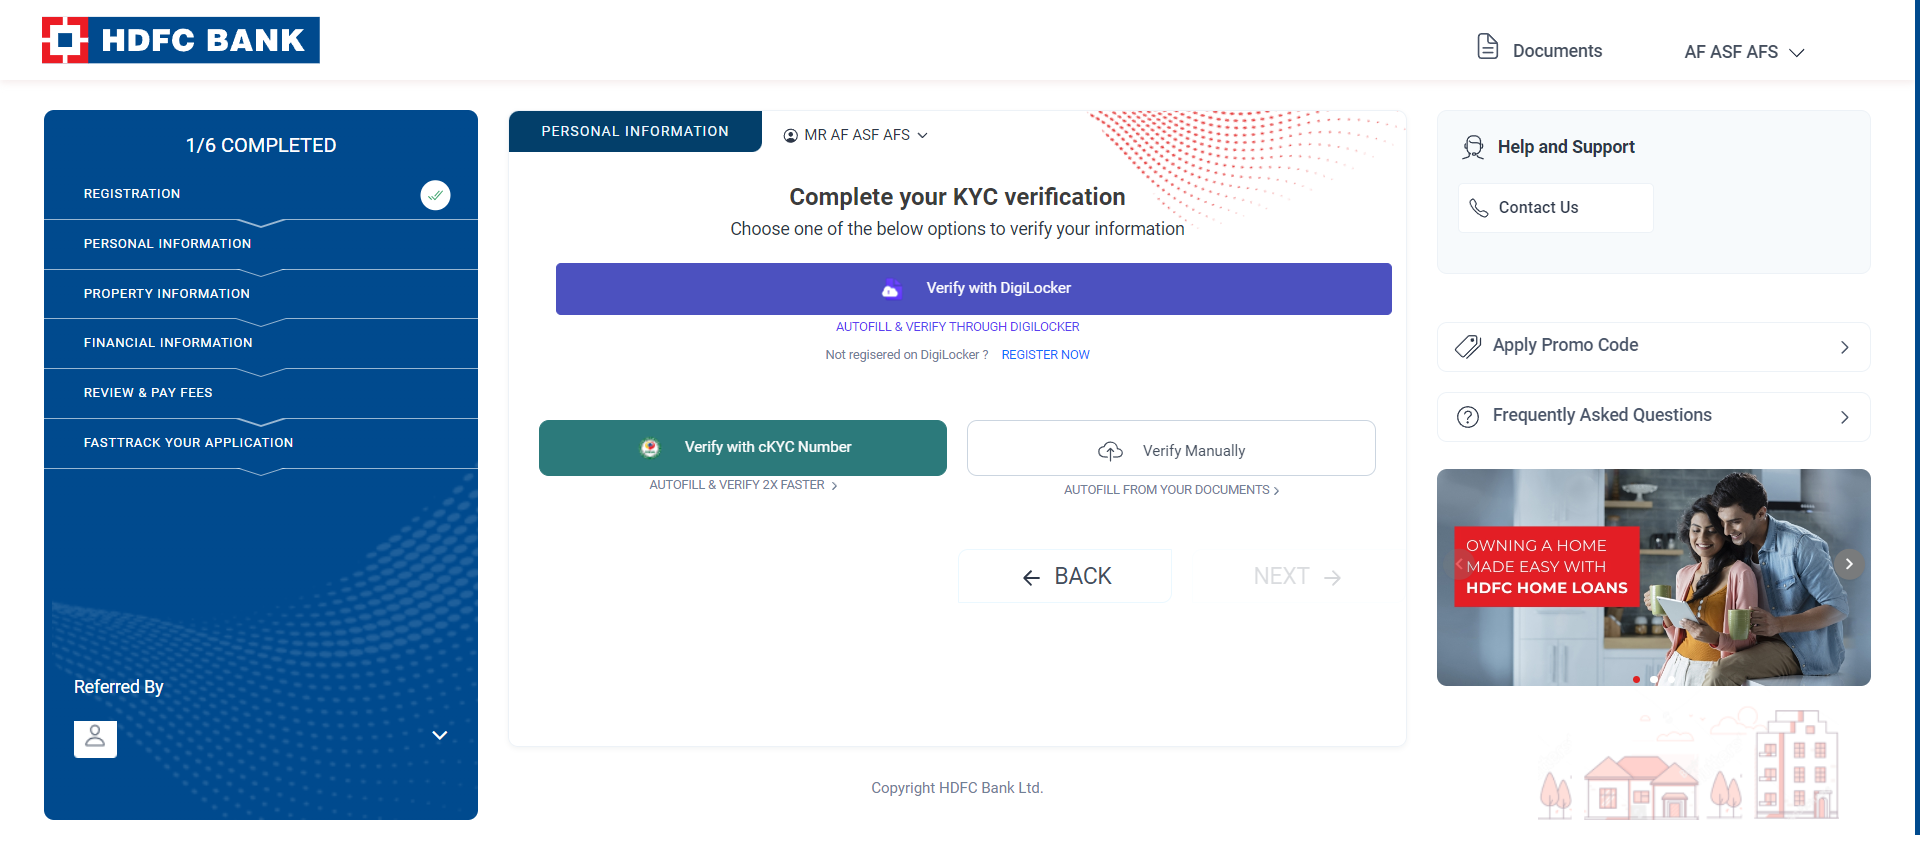 HDFC BANK
Documents
AF ASF AFS
1/6 COMPLETED
REGISTRATION
PERSONAL INFORMATION
PROPERTY INFORMATION
FINANCIAL INFORMATION
REVIEW & PAY FEES
FASTTRACK YOUR APPLICATION
Referred By
PERSONAL INFORMATION
MR AF ASF AFS
Complete your KYC verification
Choose one of the below options to verify your information
Verify with DigiLocker
AUTOFILL & VERIFY THROUGH DIGILOCKER
Not regisered on DigiLocker ? REGISTER NOW
Verify with cKYC Number
AUTOFILL & VERIFY 2X FASTER
Verify Manually
AUTOFILL FROM YOUR DOCUMENTS
BACK
NEXT
Copyright HDFC Bank Ltd.
Help and Support
Contact Us
Apply Promo Code
Frequently Asked Questions
OWNING A HOME
MADE EASY WITH
HDFC HOME LOANS